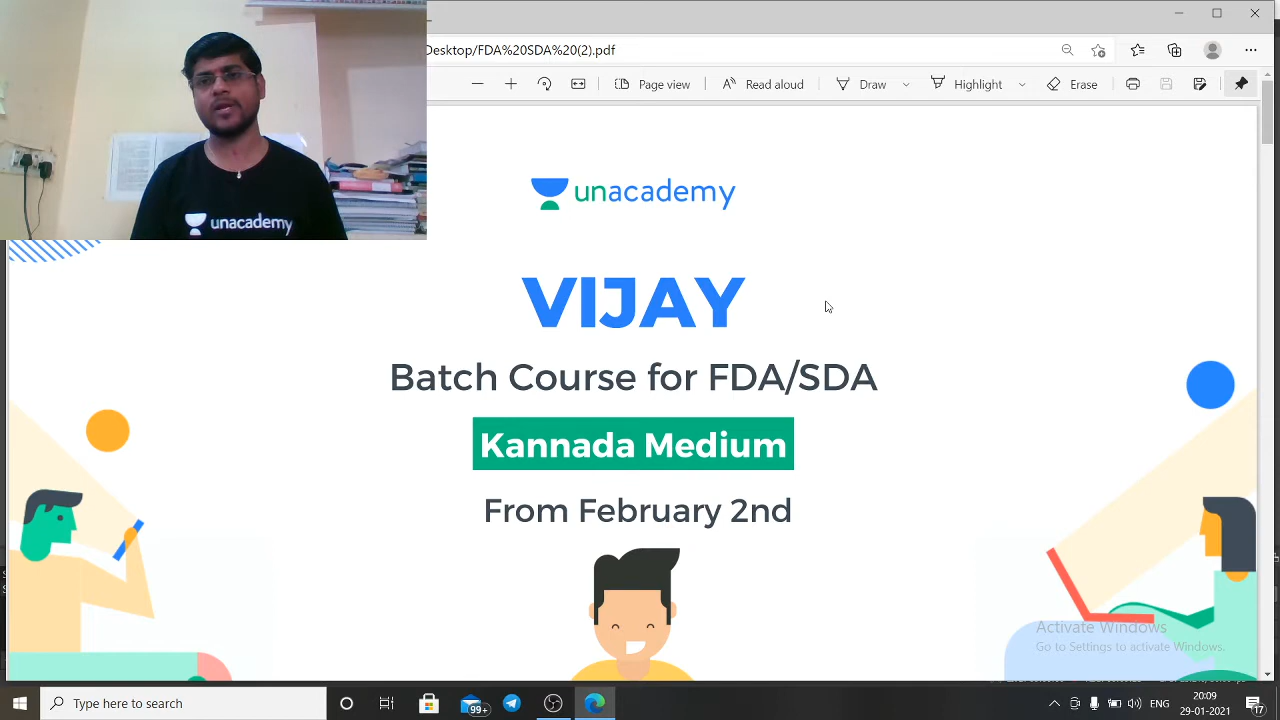 Desktop/FDA%20SDA%20(2).pdf
Page view
Read aloud
Draw
Highlight
Erase
unacademy
unacademy
VIJAY
Batch Course for FDA/SDA
Kannada Medium
From February 2nd
Activate Windows
Go to Settings to activate Windows.
Type here to search
99+
ENG
20:09
29-01-2021
7